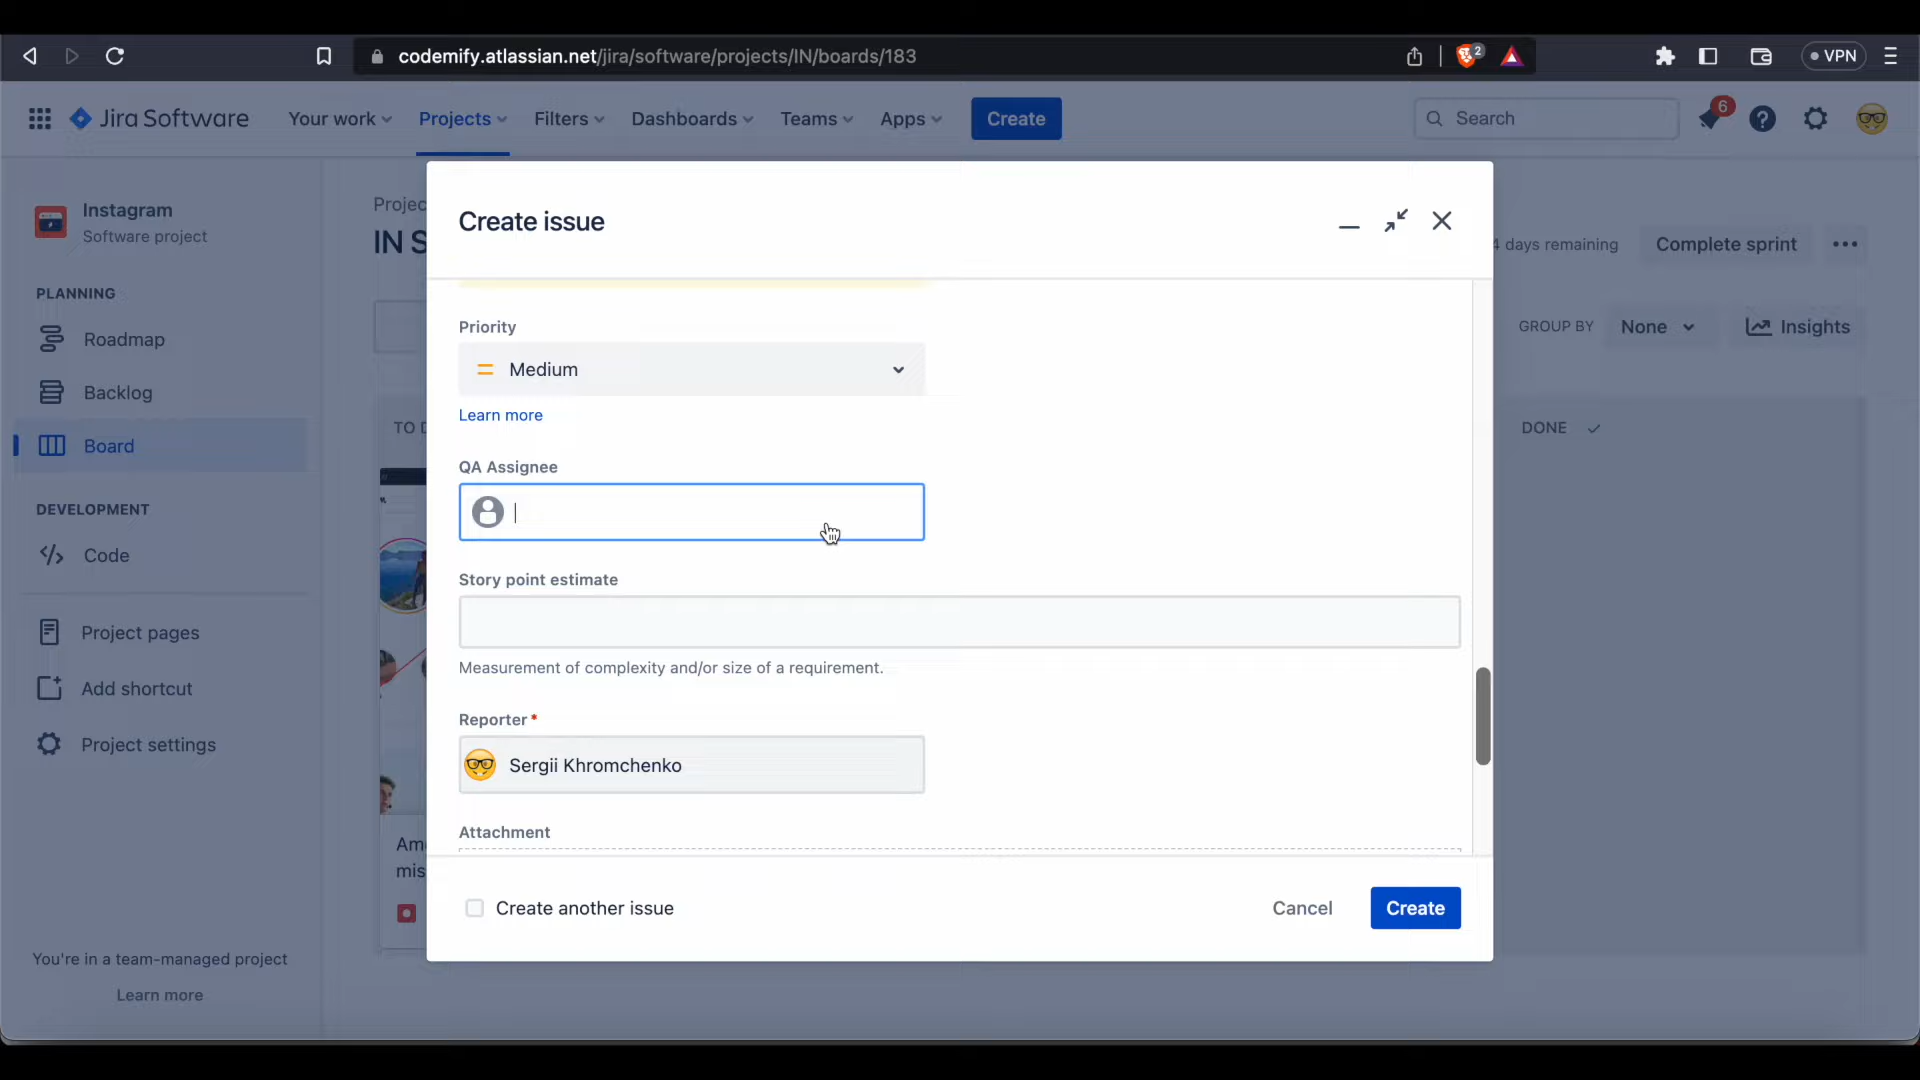 codemify.atlassian.net/jira/software/projects/IN/boards/183
2
VPN
Jira Software
Your work
Projects
Filters
Dashboards
Teams
Apps
Create
Search
6
Instagram
Software project
PLANNING
Roadmap
Backlog
Board
DEVELOPMENT
Code
Project pages
Add shortcut
Project settings
You're in a team-managed project
Learn more
Projec
IN S
4 days remaining
Complete sprint
GROUP BY
None
Insights
TO D
DONE
Am
mis
Create issue
Priority
Medium
Learn more
QA Assignee
Story point estimate
Measurement of complexity and/or size of a requirement.
Reporter *
Sergii Khromchenko
Attachment
Create another issue
Cancel
Create